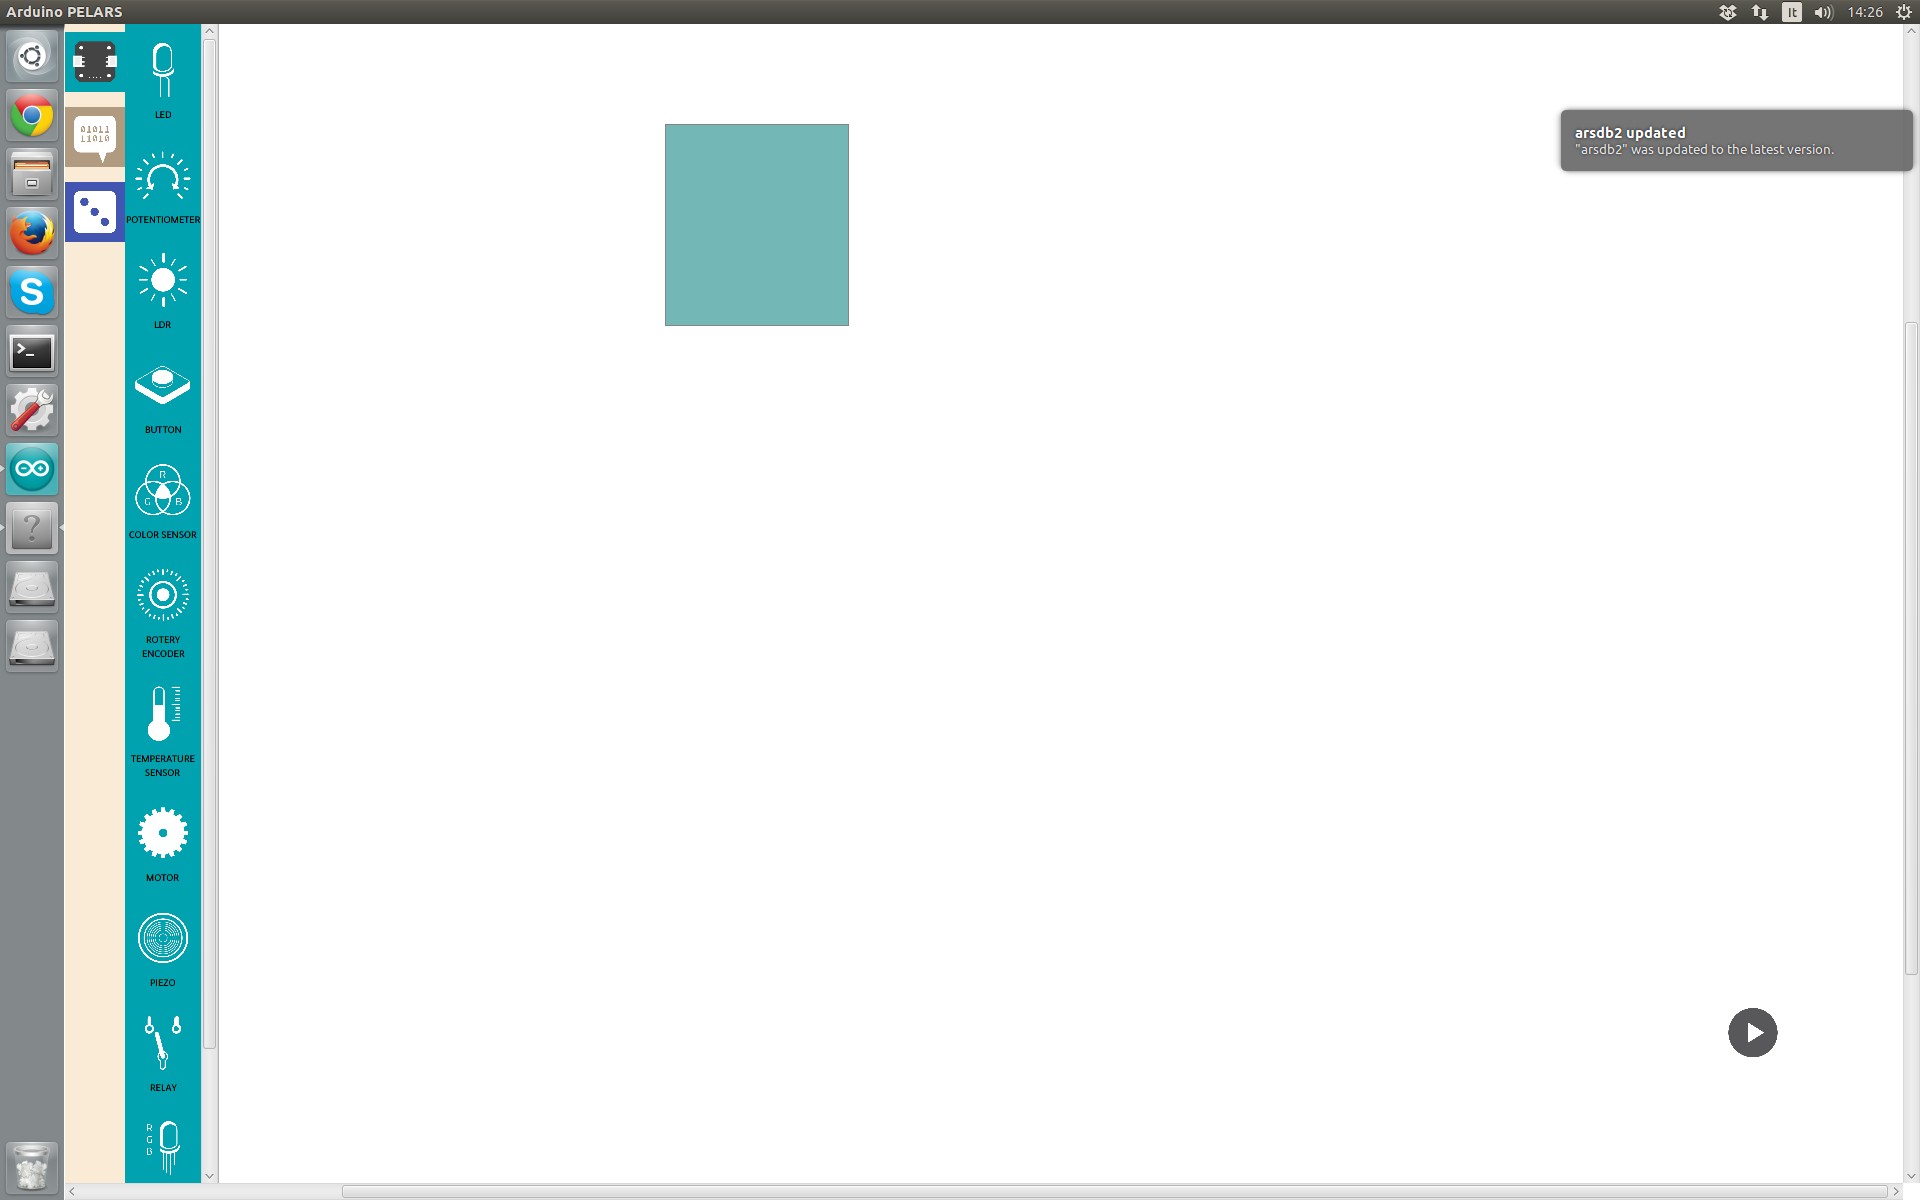 Arduino PELARS
It
14:26
01011
11010
LED
POTENTIOMETER
LDR
BUTTON
R
G B
COLOR SENSOR
ROTERY
ENCODER
TEMPERATURE
SENSOR
MOTOR
PIEZO
RELAY
R
G
B
arsdb2 updated
"arsdb2" was updated to the latest version.
S
>_
?